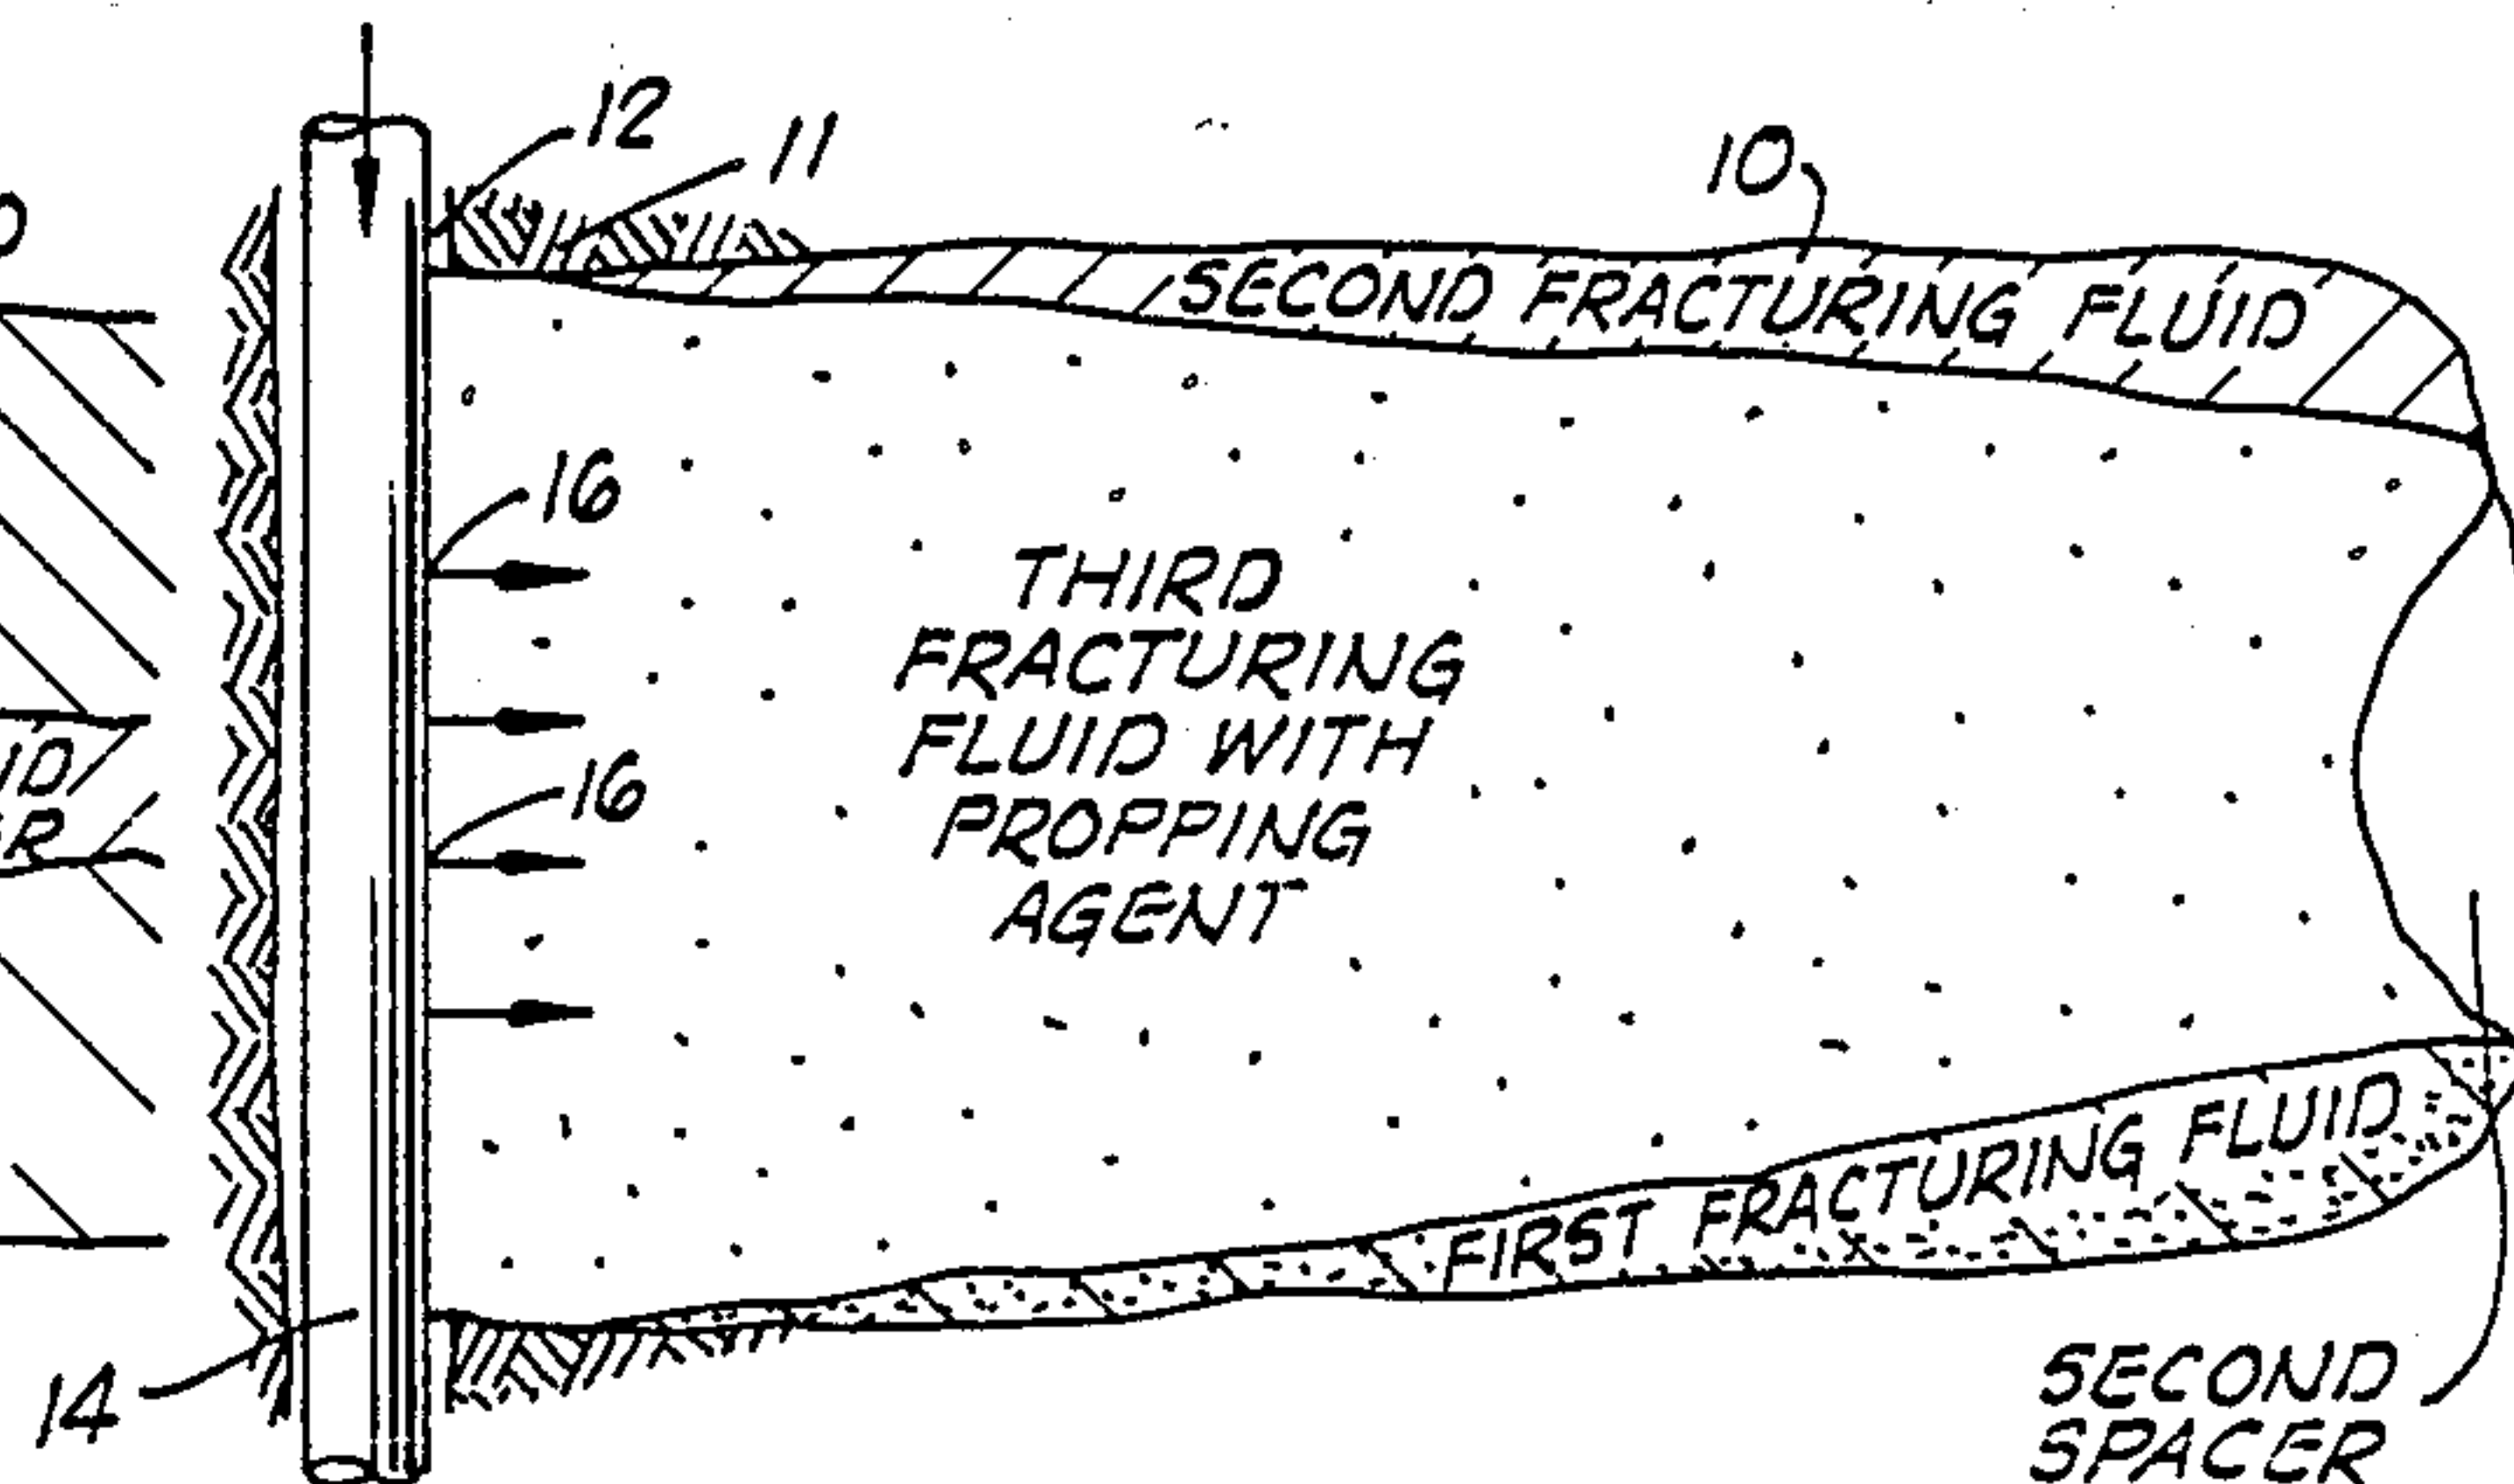 12
11
10
SECOND FRACTURING FLUID
16
THIRD
FRACTURING
FLUID WITH
PROPPING
AGENT
16
FIRST FRACTURING FLUID
14
SECOND
SPACER